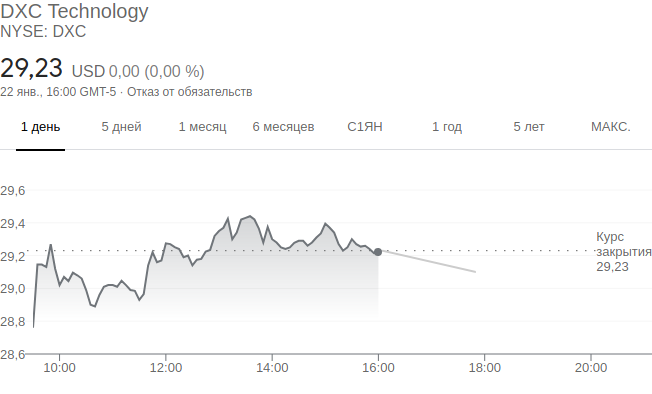 DXC Technology
NYSE: DXC
29,23 USD 0,00 (0,00 %)
22 янв., 16:00 GMT-5 · Отказ от обязательств
1 день 5 дней 1 месяц 6 месяцев С1ЯН 1 год 5 лет МАКС.
29,6
29,4
29,2
29,0
28,8
28,6
Курс
закрытия
29,23
10:00 12:00 14:00 16:00 18:00 20:00